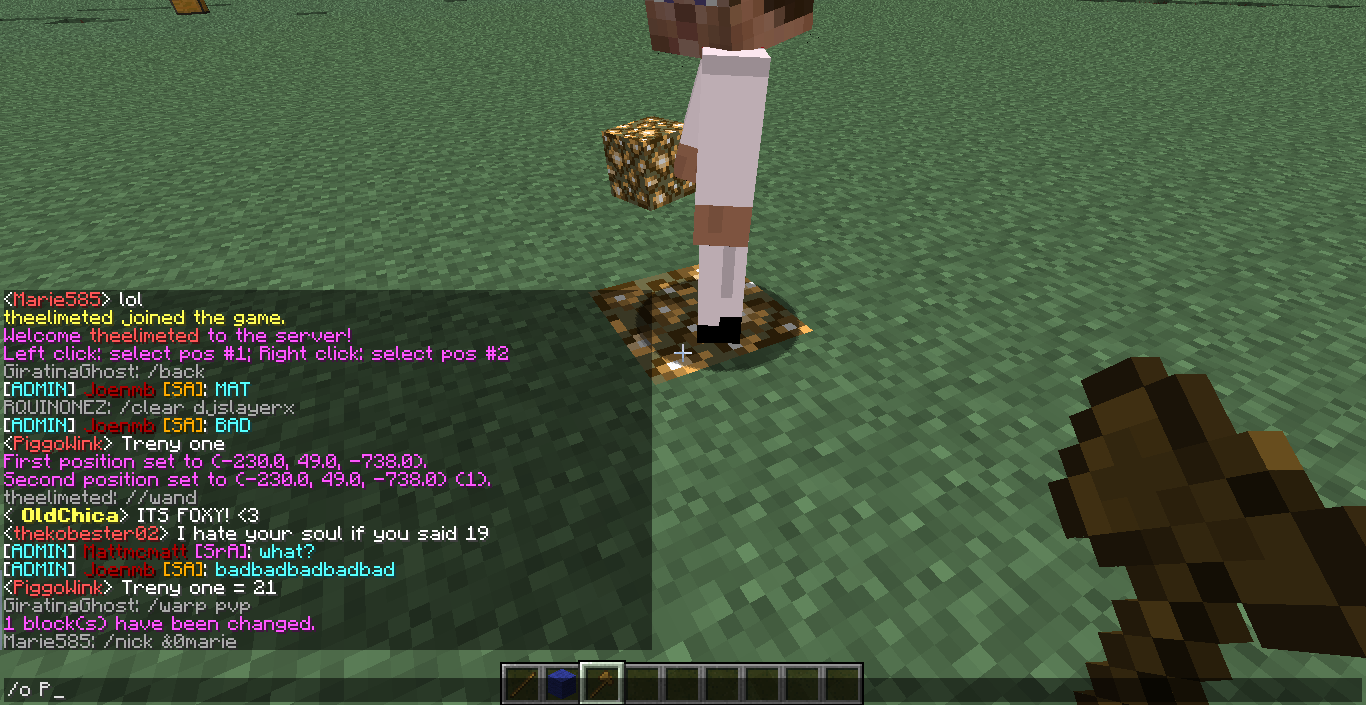 <Marie585> lol
theelimeted joined the game.
Welcome theelimeted to the server!
Left click: select pos #1; Right click: select pos #2
GiratinaGhost: /back
[ADMIN] Joenmb [SA]: MAT
RQUINONEZ: /clear djslayerx
[ADMIN] Joenmb [SA]: BAD
<PiggoWink> Treny one
First position set to (-230.0, 49.0, -738.0).
Second position set to (-230.0, 49.0, -738.0) (1).
theelimeted: //wand
< OldChica> ITS FOXY! <3
<thekobester02> I hate your soul if you said 19
[ADMIN] Mattmcmatt [SrA]: what?
[ADMIN] Joenmb [SA]: badbadbadbadbad
<PiggoWink> Treny one = 21
GiratinaGhost: /warp pvp
1 block(s) have been changed.
Marie585: /nick &0marie
/o P_